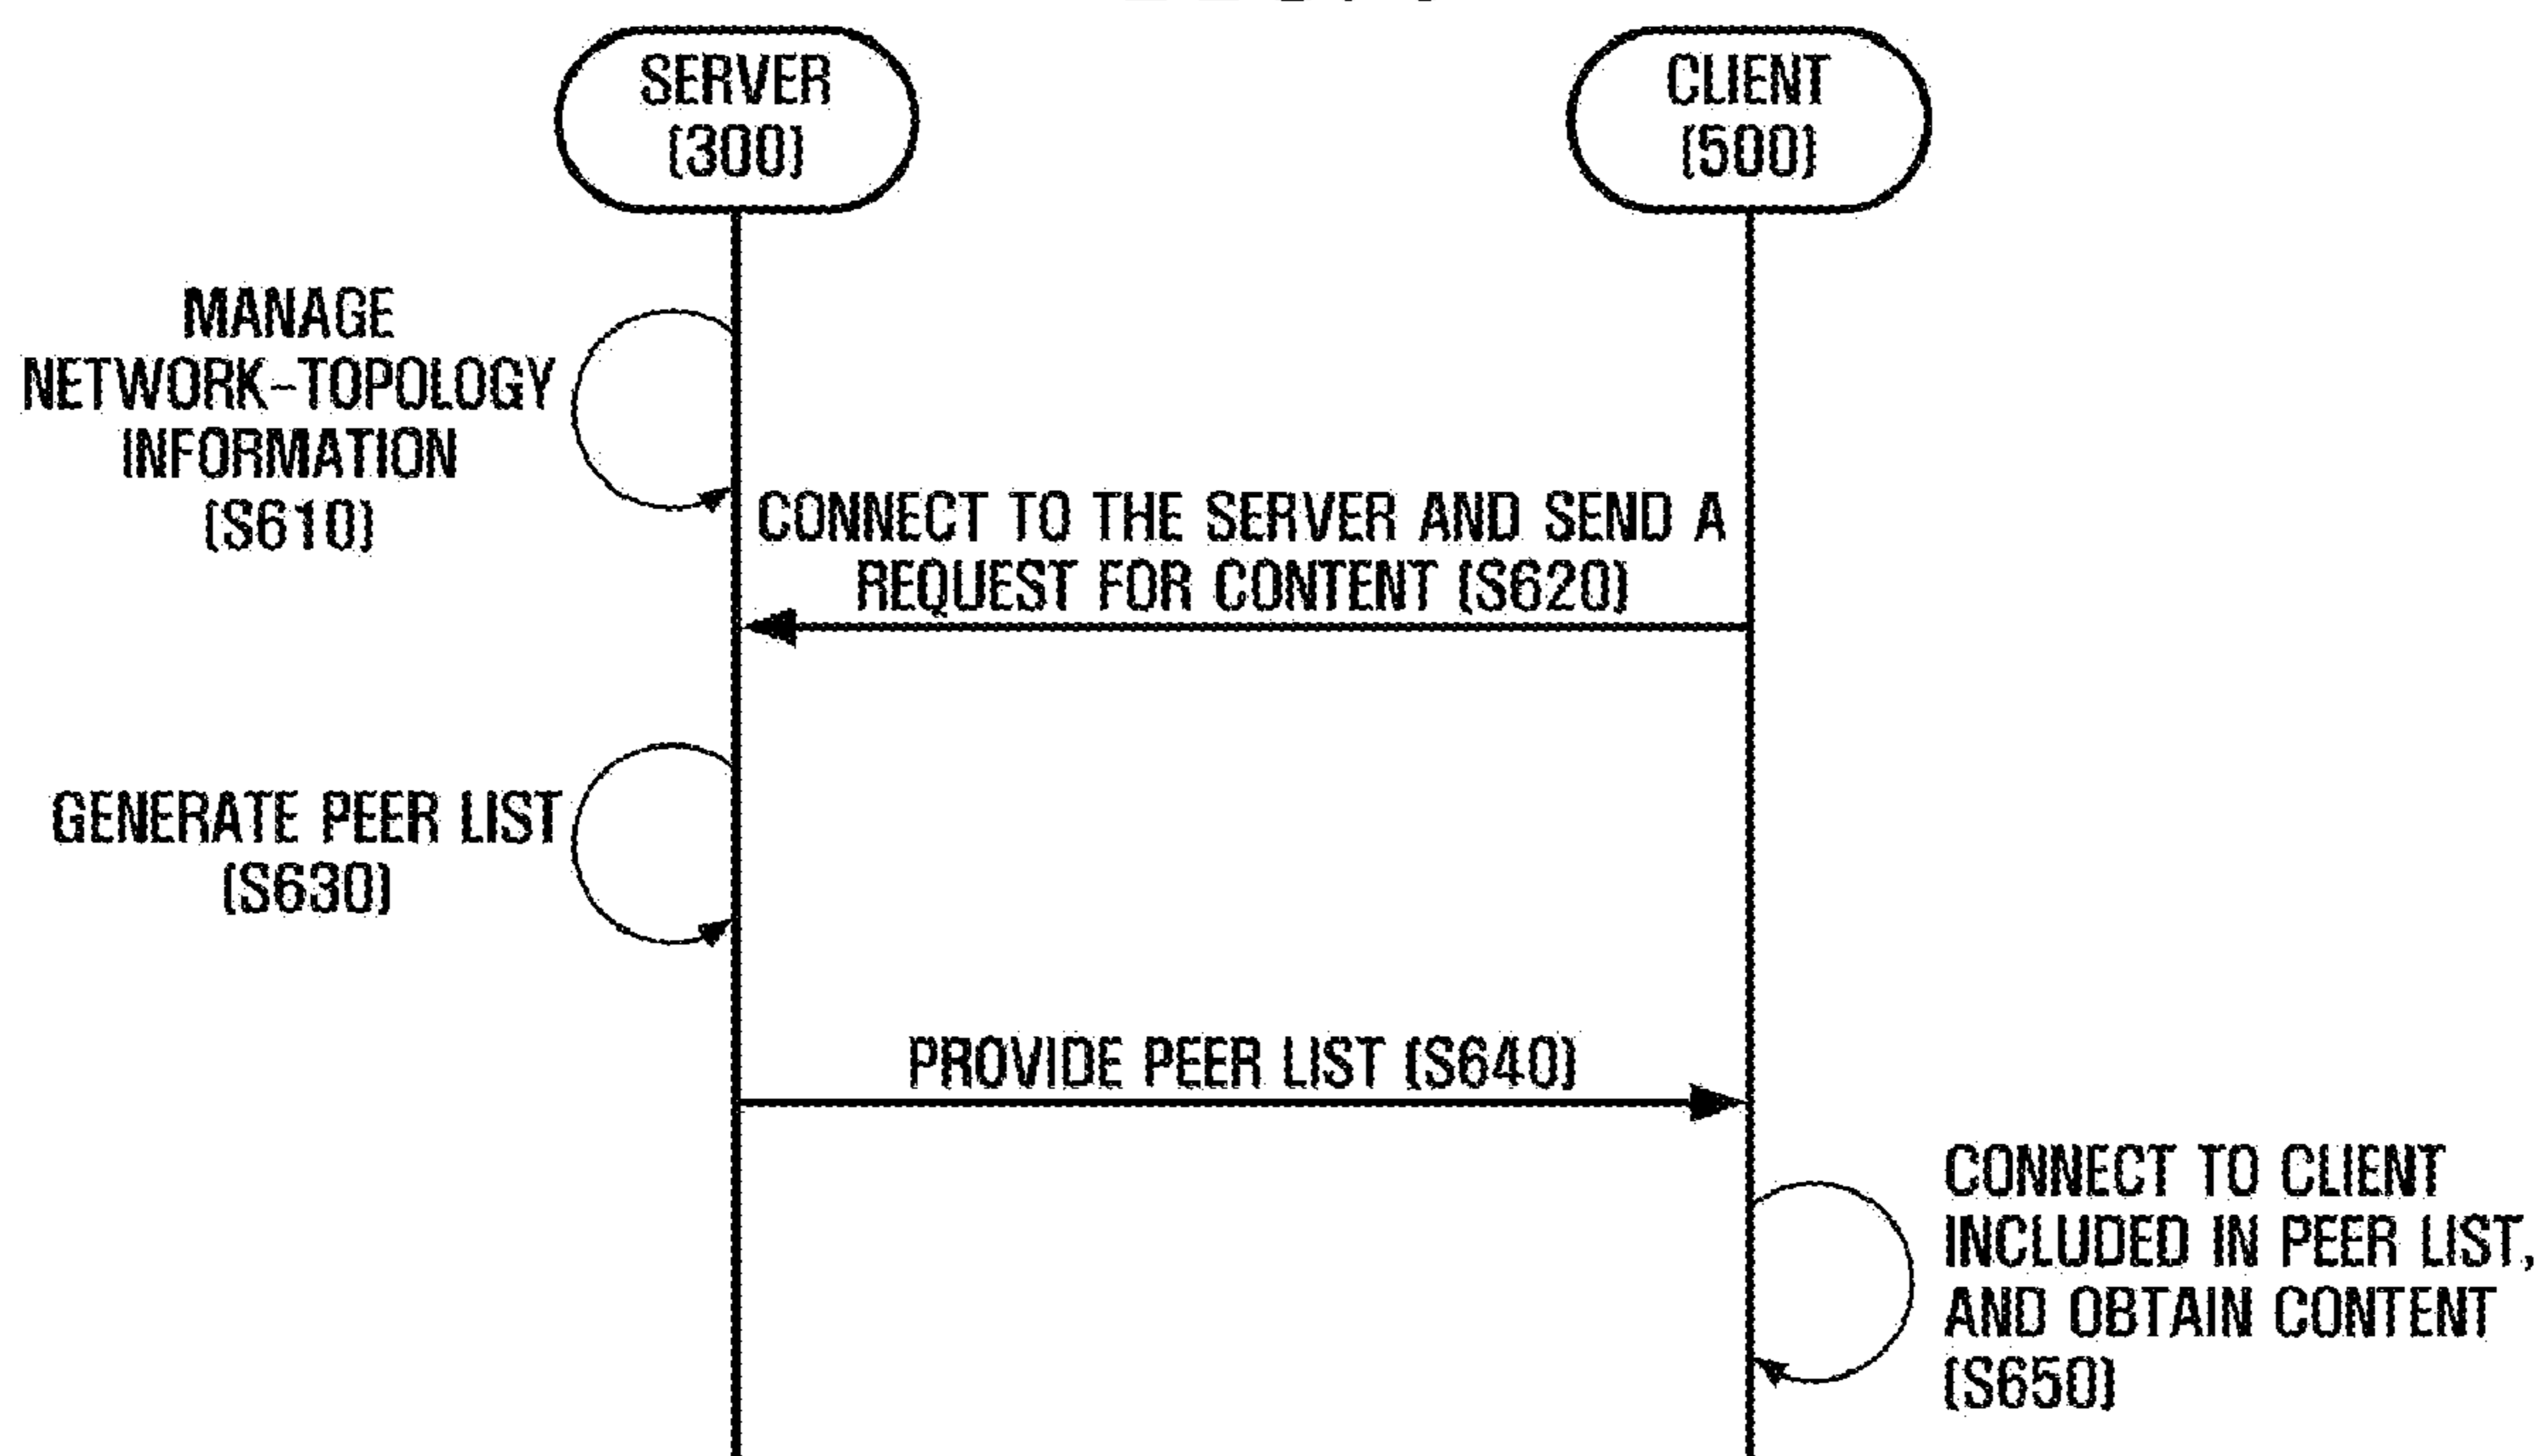 SERVER
(300)
CLIENT
(500)
MANAGE
NETWORK-TOPOLOGY
INFORMATION
(S610)
CONNECT TO THE SERVER AND SEND A
REQUEST FOR CONTENT (S620)
GENERATE PEER LIST
(S630)
PROVIDE PEER LIST (S640)
CONNECT TO CLIENT
INCLUDED IN PEER LIST,
AND OBTAIN CONTENT
(S650)